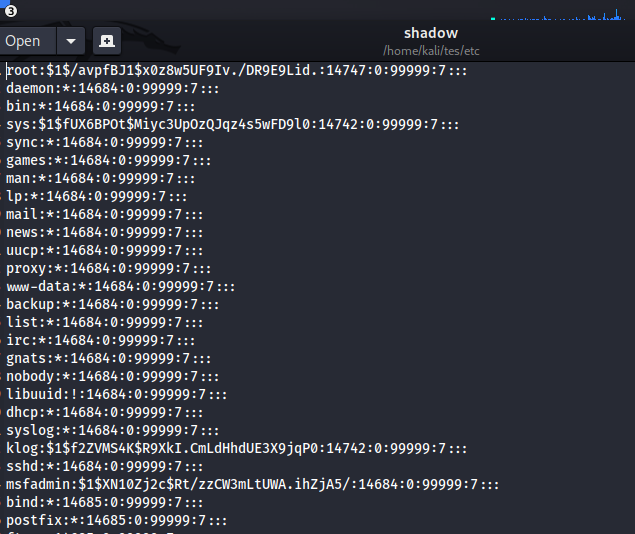 3
Open
shadow
/home/kali/tes/etc
root:$1$/avpfBJ1$x0z8w5UF9Iv./DR9E9Lid.:14747:0:99999:7:::
daemon:*:14684:0:99999:7:::
bin:*:14684:0:99999:7:::
sys:$1$fUX6BPOt$Miyc3UpOzQJqz4s5wFD9l0:14742:0:99999:7:::
sync:*:14684:0:99999:7:::
games:*:14684:0:99999:7:::
man:*:14684:0:99999:7:::
lp:*:14684:0:99999:7:::
mail:*:14684:0:99999:7:::
news:*:14684:0:99999:7:::
uucp:*:14684:0:99999:7:::
proxy:*:14684:0:99999:7:::
www-data:*:14684:0:99999:7:::
backup:*:14684:0:99999:7:::
list:*:14684:0:99999:7:::
irc:*:14684:0:99999:7:::
gnats:*:14684:0:99999:7:::
nobody:*:14684:0:99999:7:::
libuuid:!:14684:0:99999:7:::
dhcp:*:14684:0:99999:7:::
syslog:*:14684:0:99999:7:::
klog:$1$f2ZVMS4K$R9XkI.CmLdHhdUE3X9jqP0:14742:0:99999:7:::
sshd:*:14684:0:99999:7:::
msfadmin:$1$XN10Zj2c$Rt/zzCW3mLtUWA.ihZjA5/:14684:0:99999:7:::
bind:*:14685:0:99999:7:::
postfix:*:14685:0:99999:7:::